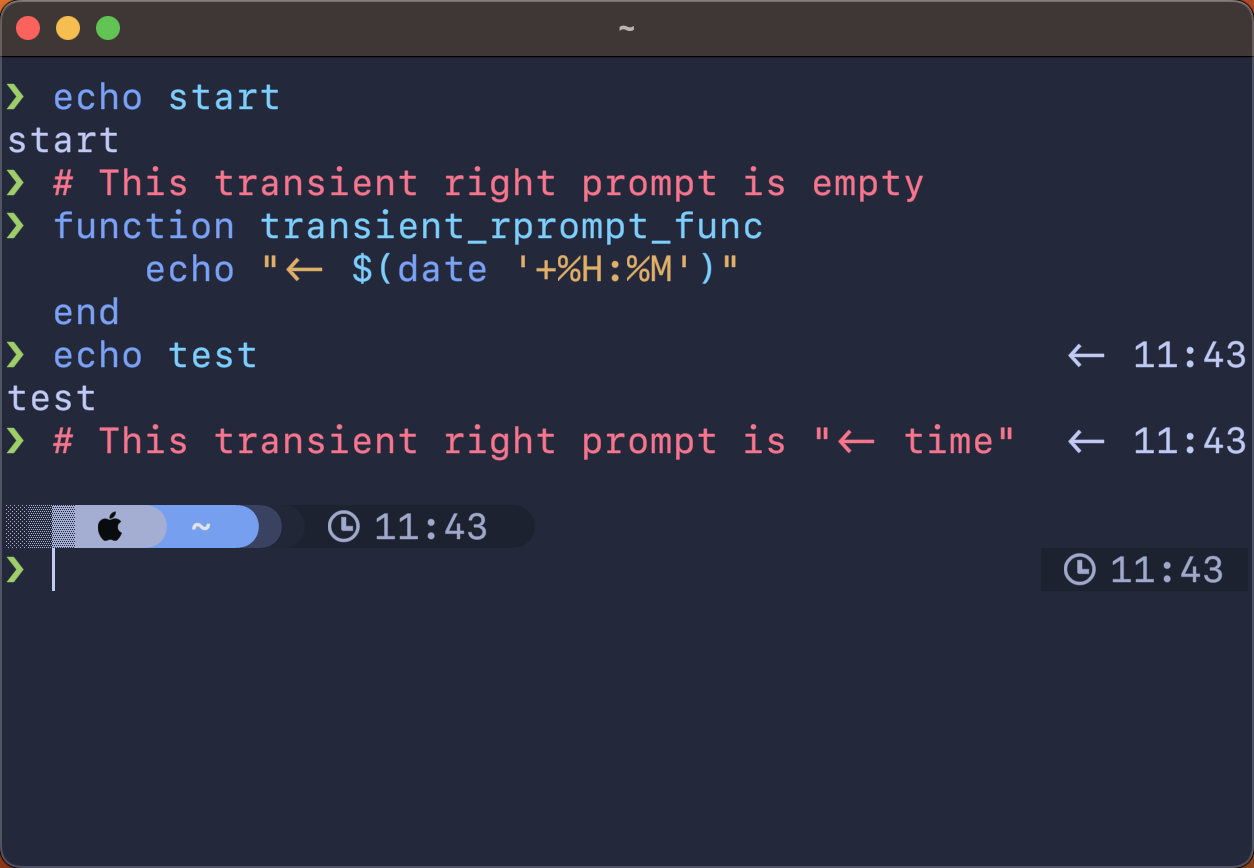 ~
❯ echo start
start
❯ # This transient right prompt is empty
❯ function transient_rprompt_func
      echo "← $(date '+%H:%M')"
  end
❯ echo test ← 11:43
test
❯ # This transient right prompt is "← time" ← 11:43
~ 11:43
❯ 11:43